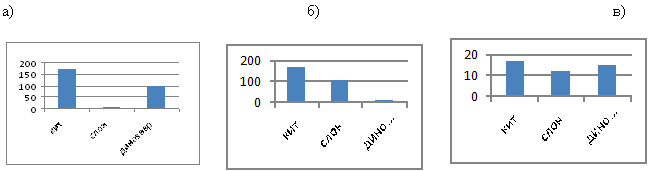 а) б) в)
200
150
100
50
0
кит слон динозавр
200
100
0
кит слон дино...
20
10
0
кит слон дино...